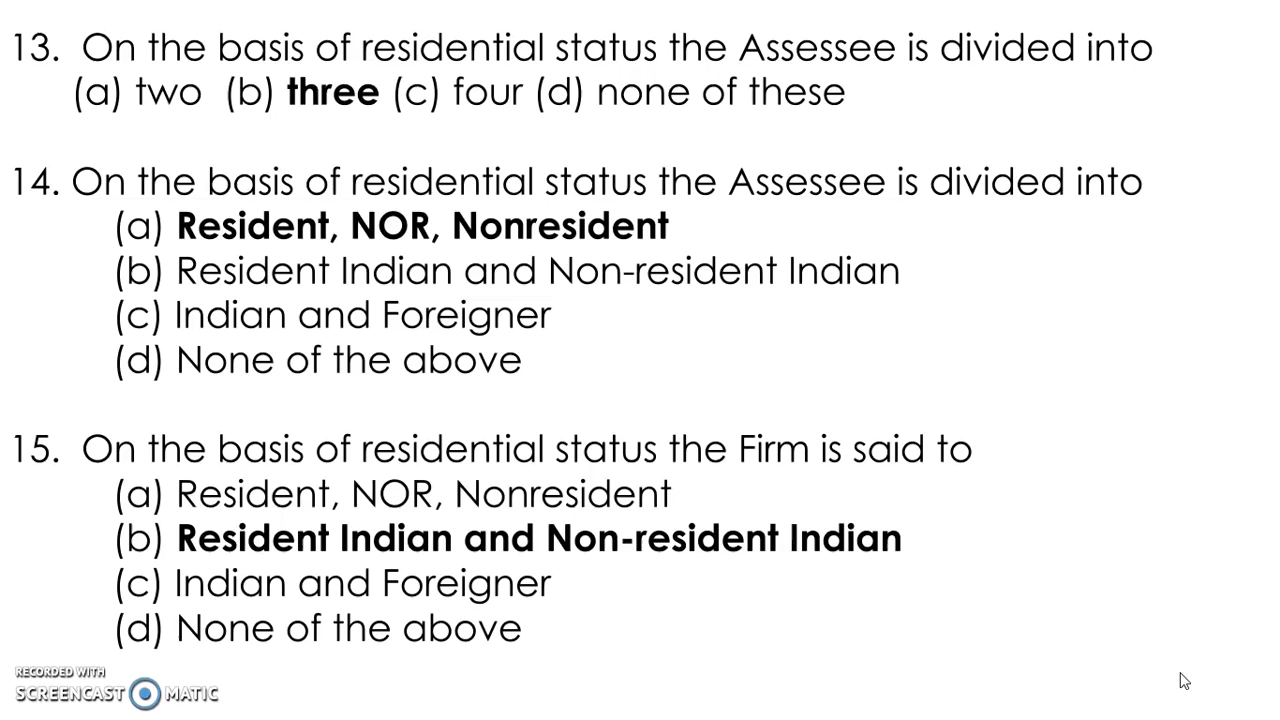 13. On the basis of residential status the Assessee is divided into
(a) two (b) three (c) four (d) none of these
14. On the basis of residential status the Assessee is divided into
(a) Resident, NOR, Nonresident
(b) Resident Indian and Non-resident Indian
(c) Indian and Foreigner
(d) None of the above
15. On the basis of residential status the Firm is said to
(a) Resident, NOR, Nonresident
(b) Resident Indian and Non-resident Indian
(c) Indian and Foreigner
(d) None of the above
RECORDED WITH
SCREENCAST MATIC